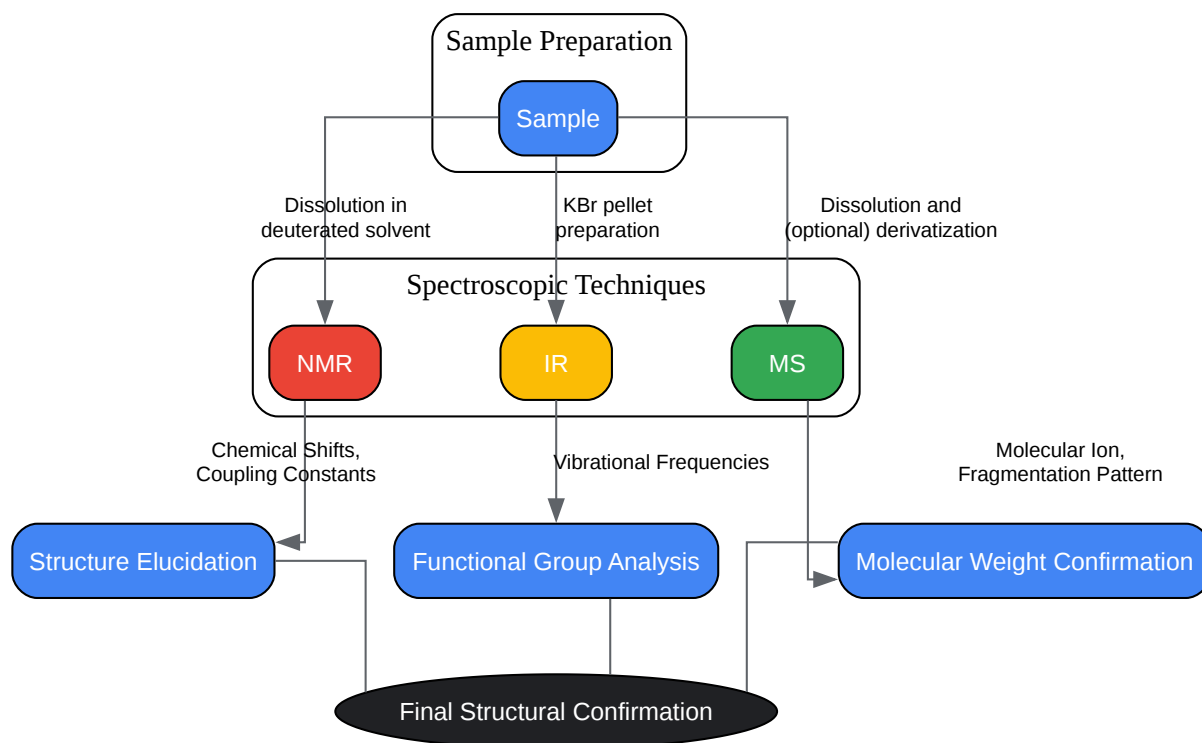 Sample Preparation
Sample
Dissolution in
deuterated solvent
KBr pellet
preparation
Dissolution and
(optional) derivatization
Spectroscopic Techniques
NMR
IR
MS
Chemical Shifts,
Coupling Constants
Vibrational Frequencies
Molecular Ion,
Fragmentation Pattern
Structure Elucidation
Functional Group Analysis
Molecular Weight Confirmation
Final Structural Confirmation